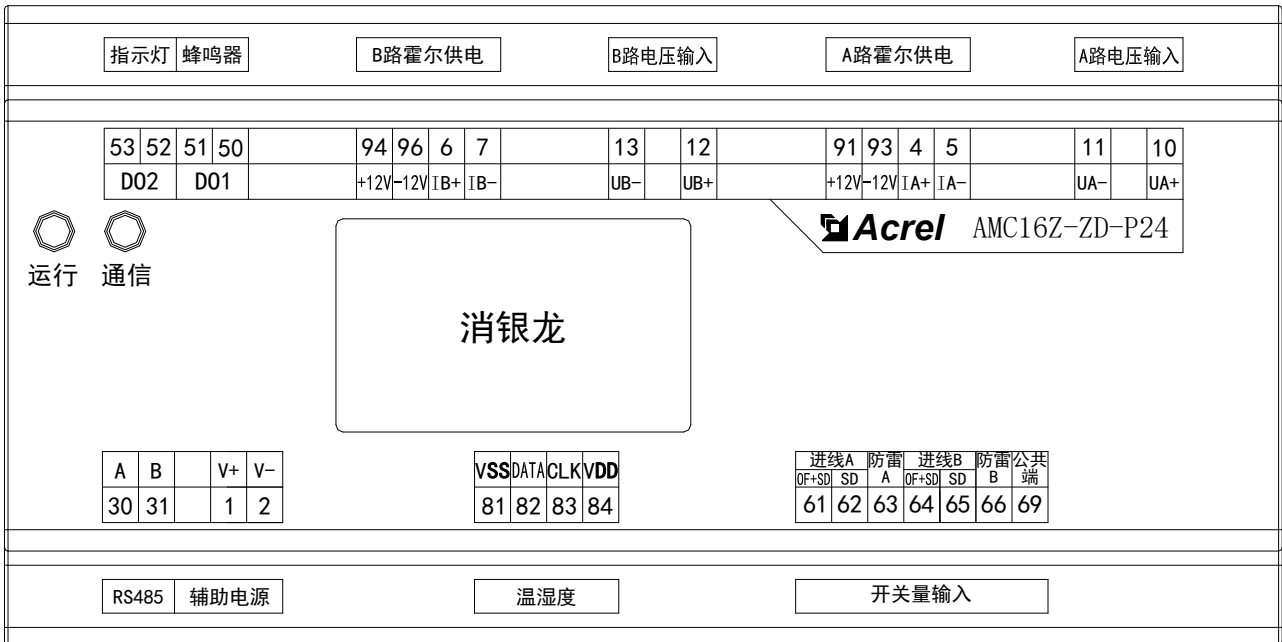 指示灯 蜂鸣器 B路霍尔供电 B路电压输入 A路霍尔供电 A路电压输入
53 52 51 50 94 96 6 7 13 12 91 93 4 5 11 10
DO2 DO1 +12V -12V IB+ IB- UB- UB+ +12V -12V IA+ IA- UA- UA+
Acrel AMC16Z-ZD-P24
运行 通信
消银龙
进线A 防雷 进线B 防雷 公共
A B V+ V- VSS DATA CLK VDD OF+SD SD A OF+SD SD B 端
30 31 1 2 81 82 83 84 61 62 63 64 65 66 69
RS485 辅助电源 温湿度 开关量输入